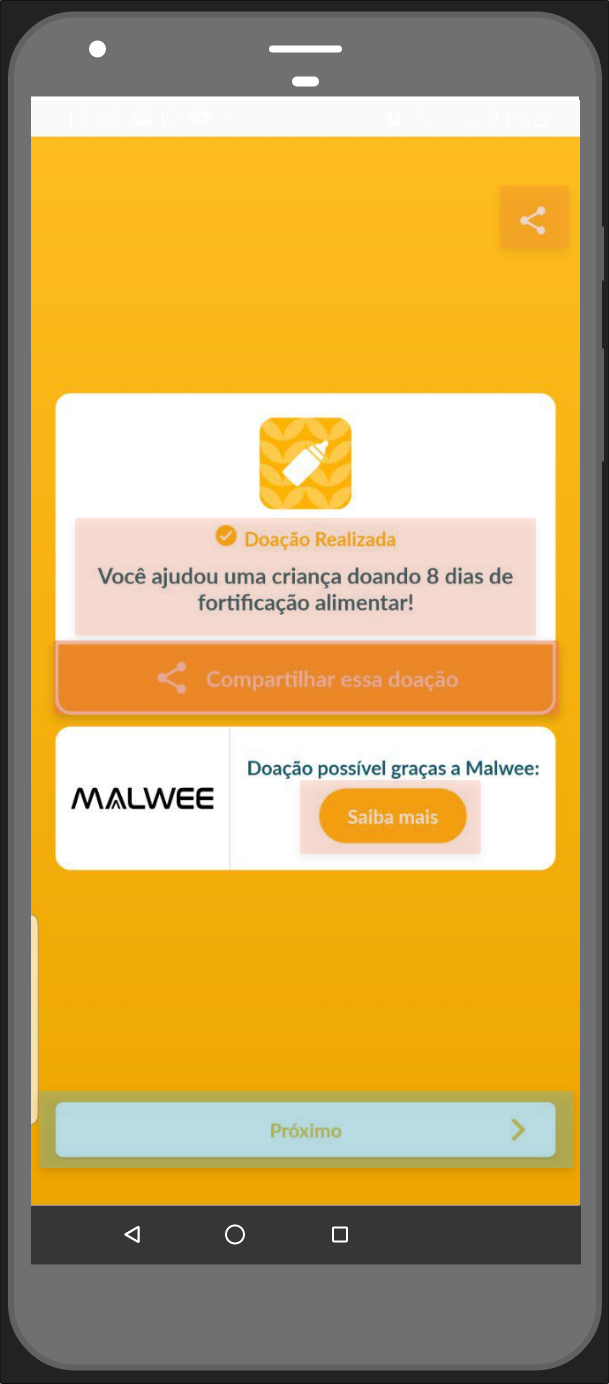 Doação Realizada
Você ajudou uma criança doando 8 dias de
fortificação alimentar!
Compartilhar essa doação
MALWEE
Doação possível graças a Malwee:
Saiba mais
Próximo